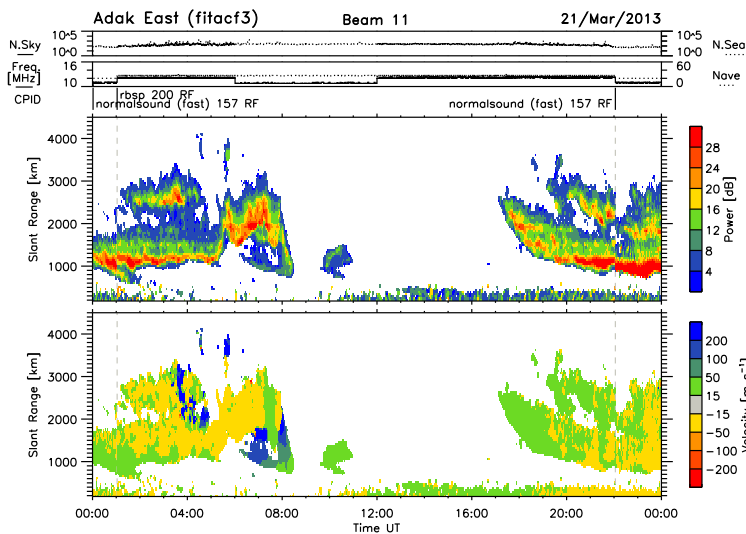 Adak East (fitacf3) Beam 11 21/Mar/2013
N.Sky 10^5 10^0 10^5 10^0 N.Sea
Freq. [MHz] 16 10 60 0 Nave
CPID
rbsp 200 RF
normalsound (fast) 157 RF normalsound (fast) 157 RF
Slant Range [km]
4000
3000
2000
1000
28
24
20
16
12
8
4
Power [dB]
Slant Range [km]
4000
3000
2000
1000
200
100
50
15
-15
-50
-100
-200
Velocity [m s^-1]
00:00 04:00 08:00 12:00 16:00 20:00 00:00
Time UT